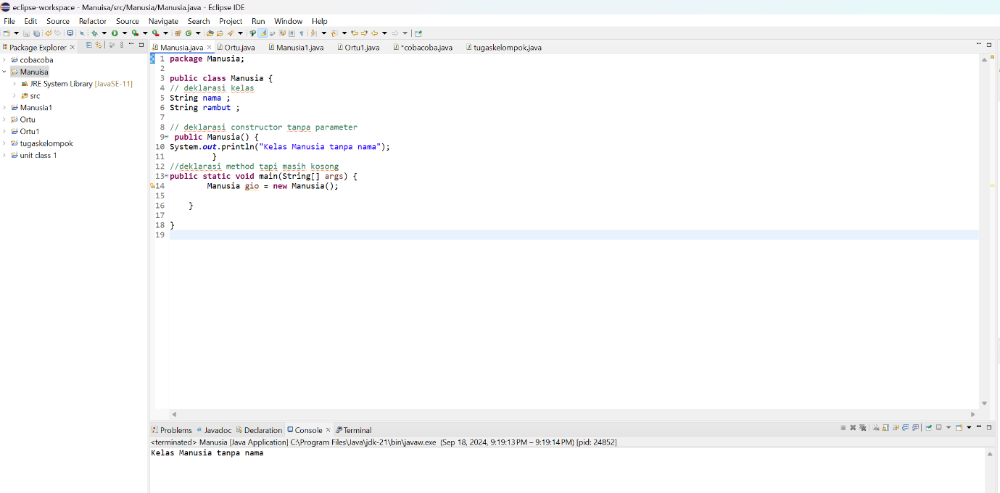 eclipse-workspace - Manuisa/src/Manusia/Manusia.java - Eclipse IDE
File Edit Source Refactor Source Navigate Search Project Run Window Help
Package Explorer
cobacoba
Manuisa
JRE System Library [JavaSE-11]
src
Manusia1
Ortu
Ortu1
tugaskelompok
unit class 1
Manusia.java Ortu.java Manusia1.java Ortu1.java *cobacoba.java tugaskelompok.java
1 package Manusia;
2
3 public class Manusia {
4 // deklarasi kelas
5 String nama ;
6 String rambut ;
7
8 // deklarasi constructor tanpa parameter
9 public Manusia() {
10 System.out.println("Kelas Manusia tanpa nama");
11 }
12 //deklarasi method tapi masih kosong
13 public static void main(String[] args) {
14 Manusia gio = new Manusia();
15
16 }
17
18 }
19
Problems Javadoc Declaration Console Terminal
<terminated> Manusia [Java Application] C:\Program Files\Java\jdk-21\bin\javaw.exe (Sep 18, 2024, 9:19:13 PM – 9:19:14 PM) [pid: 24852]
Kelas Manusia tanpa nama